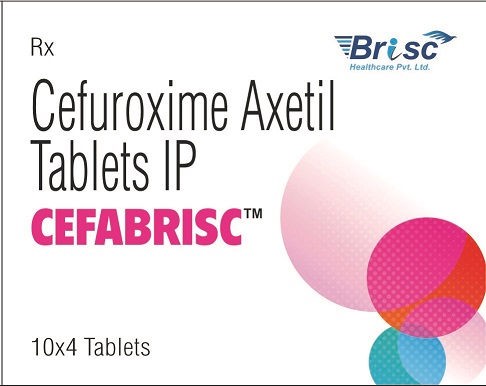 Rx
Brisc
Healthcare Pvt. Ltd.
Cefuroxime Axetil
Tablets IP
CEFABRISC™
10x4 Tablets